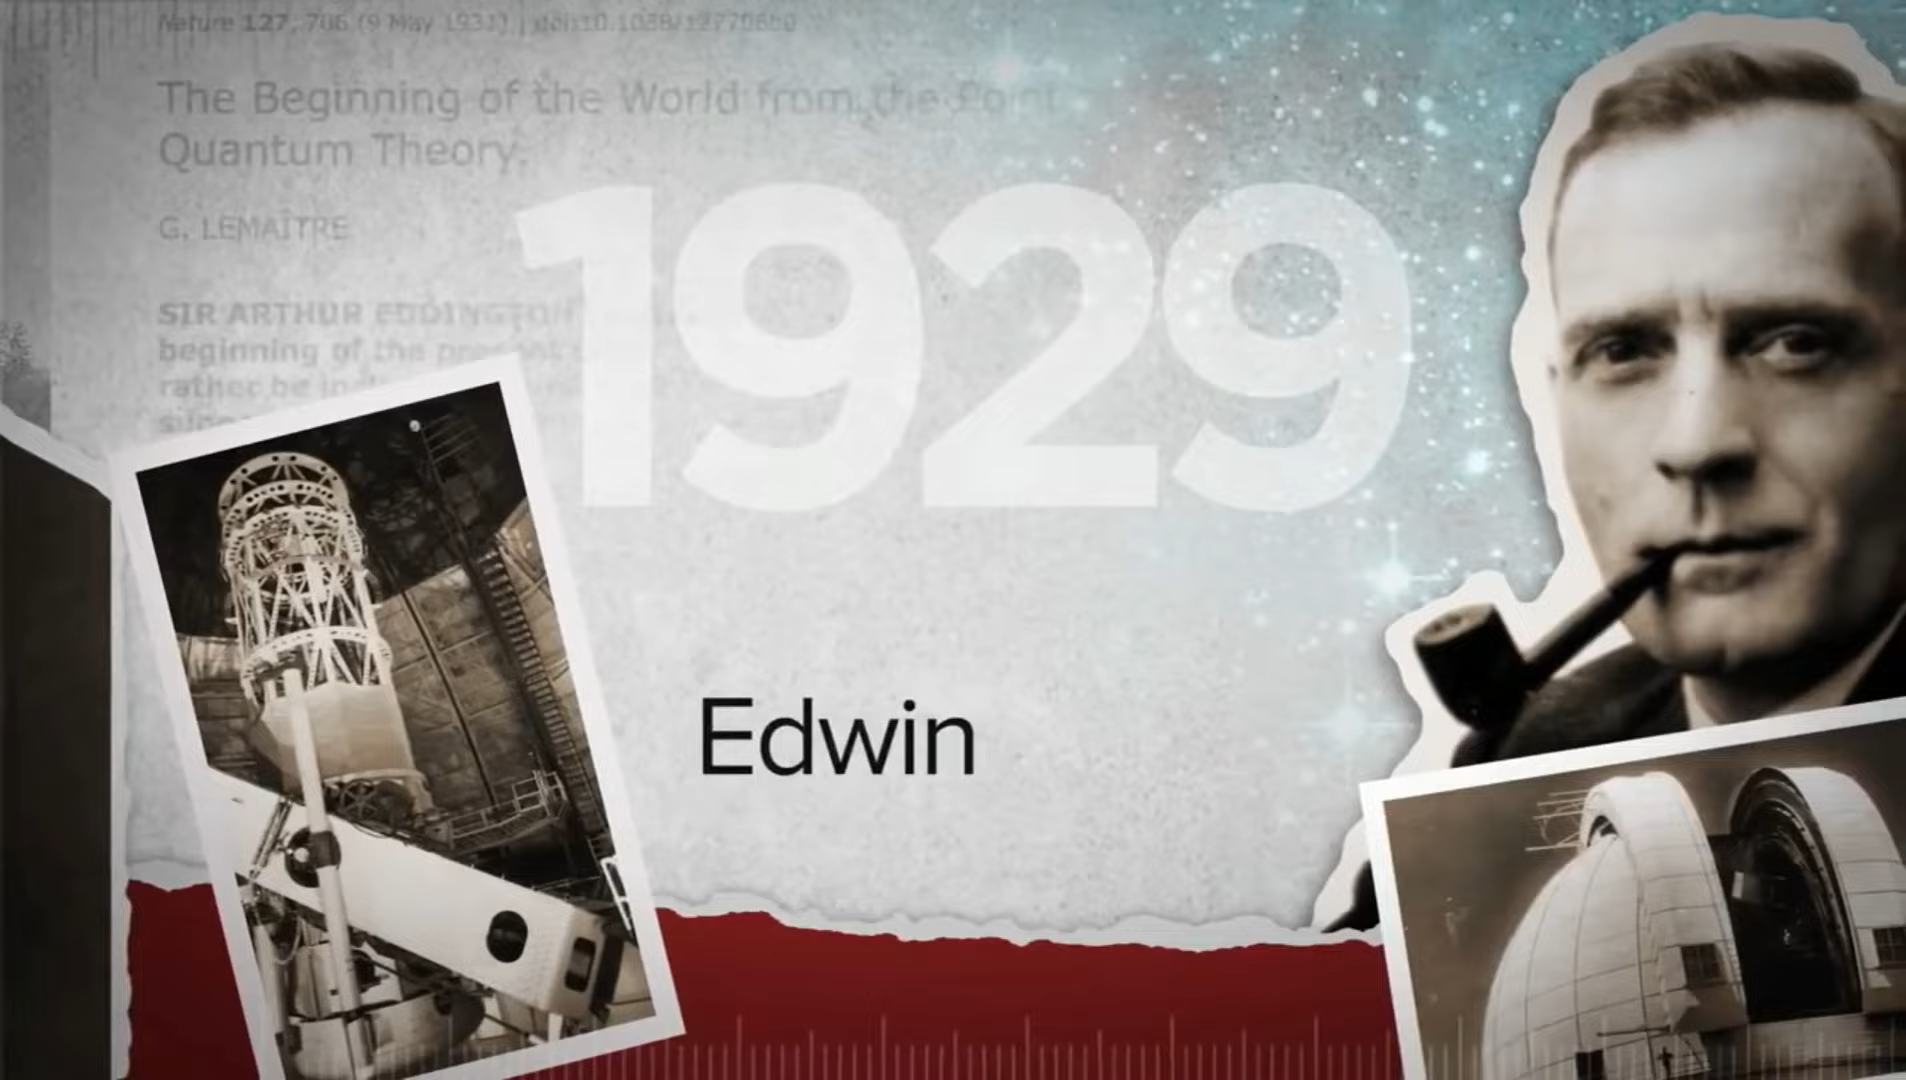 Nature 127, 706 (9 May 1931) |
The Beginning of the World from the Point
Quantum Theory.
G. LEMAÎTRE
SIR ARTHUR EDDINGTON
beginning of the present
rather be
1929
Edwin